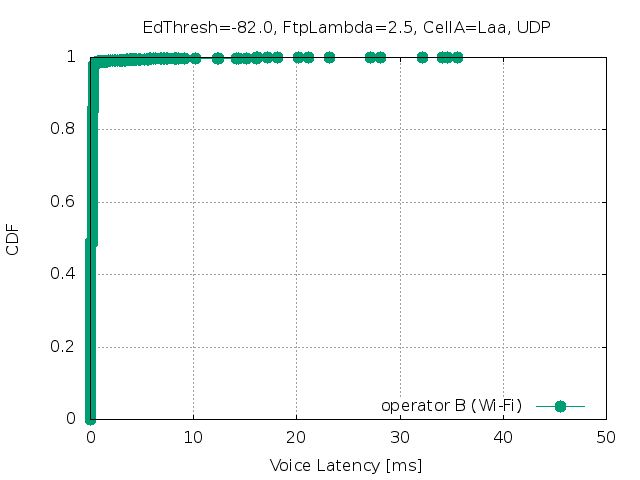 EdThresh=-82.0, FtpLambda=2.5, CellA=Laa, UDP
1
0.8
0.6
0.4
0.2
0
CDF
operator B (Wi-Fi)
0 10 20 30 40 50
Voice Latency [ms]